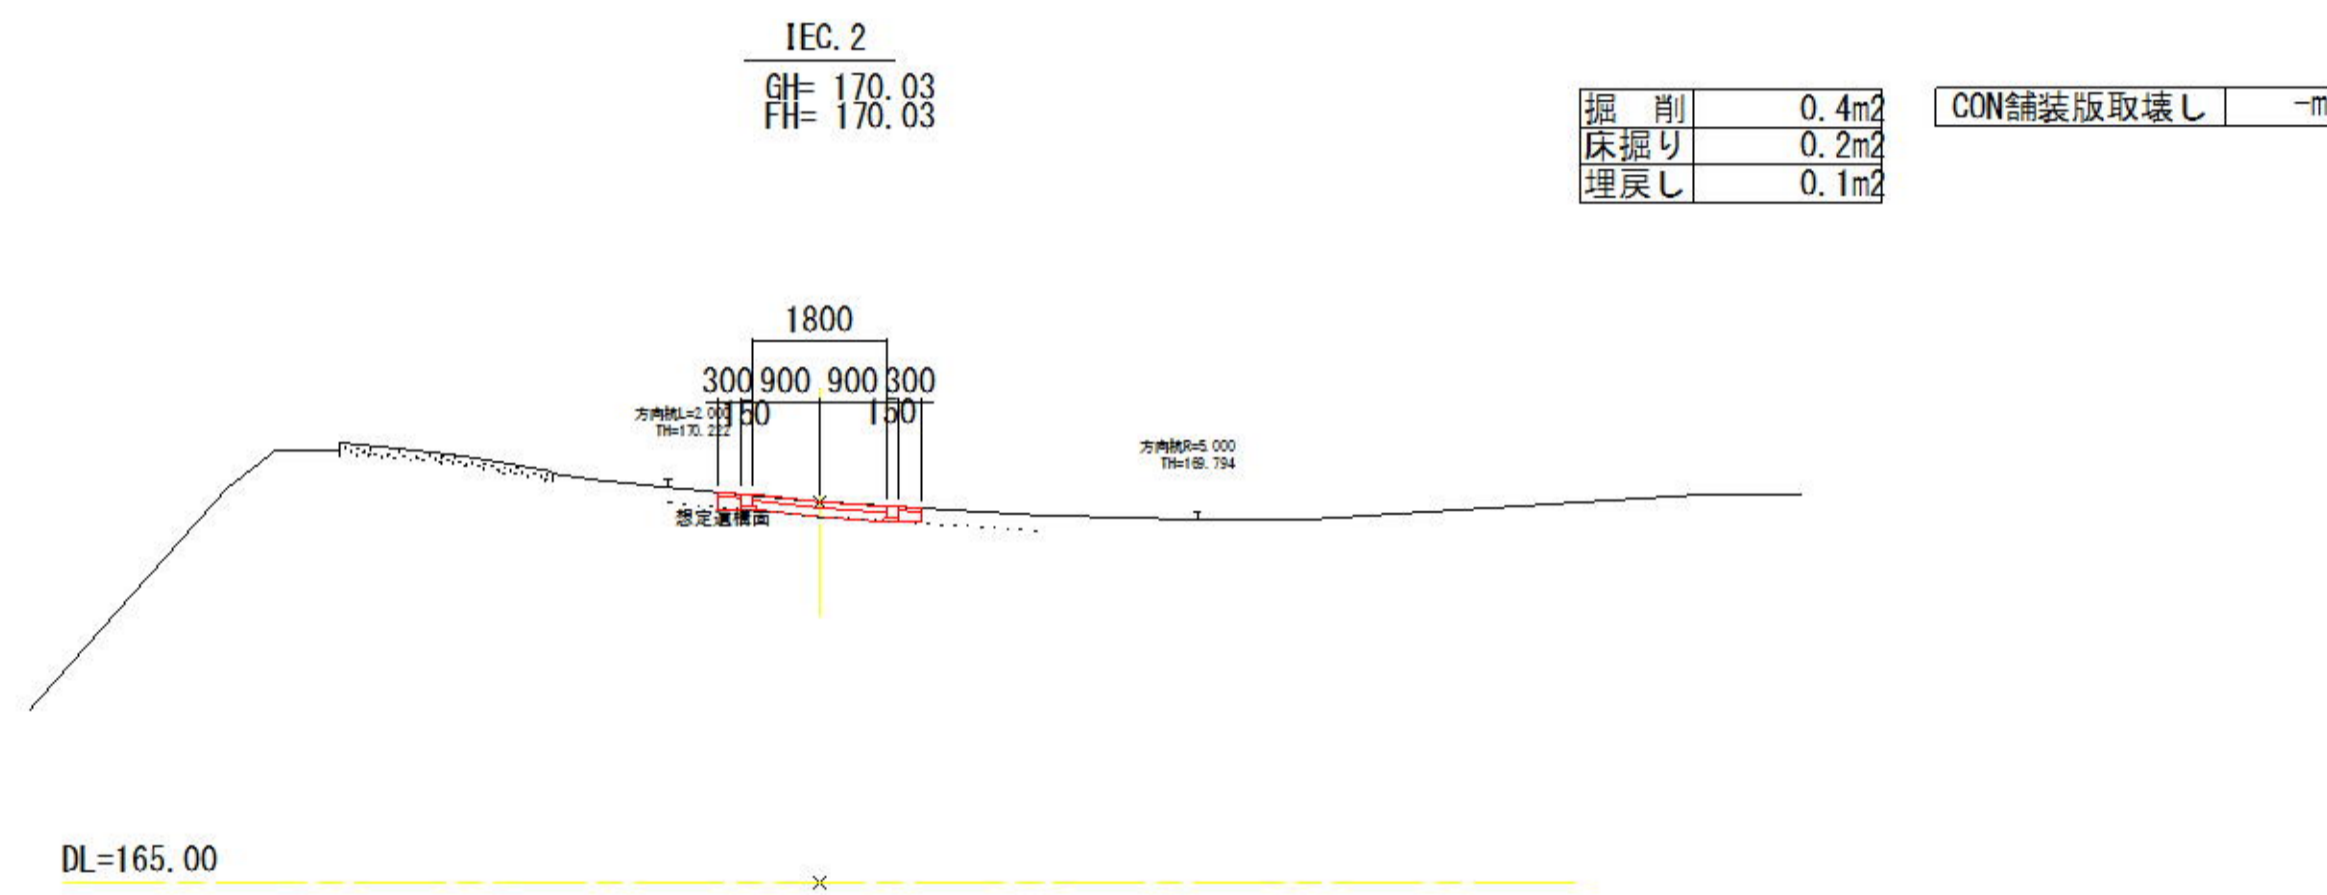 IEC. 2
GH= 170.03
FH= 170.03
掘 削 0.4m2
床掘り 0.2m2
埋戻し 0.1m2
CON舗装版取壊し -m
1800
300 900 900 300
150 150
方向杭L=2.000
TH=170.222
方向杭R=5.000
TH=169.794
想定遺構面
DL=165.00